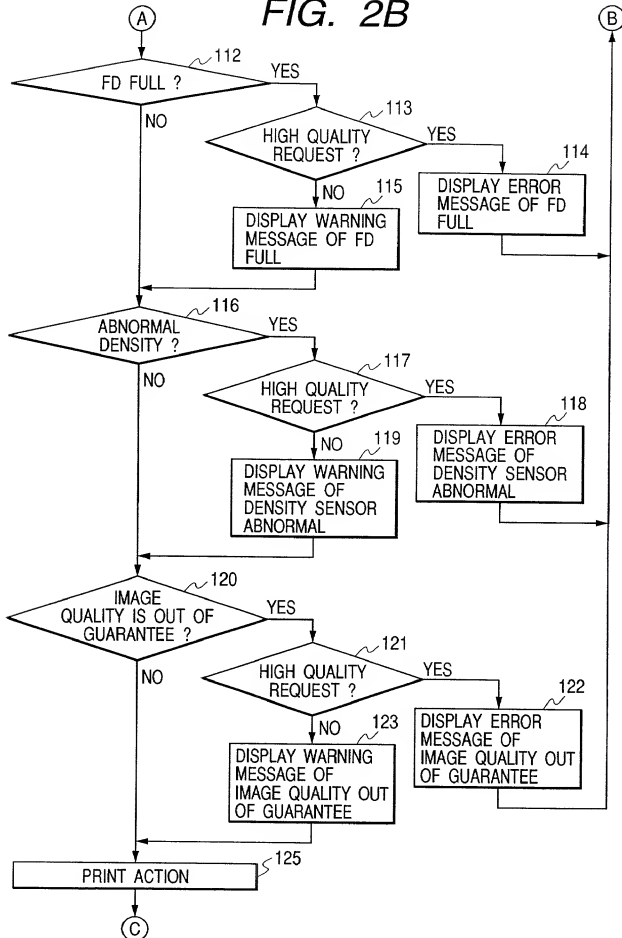 FIG. 2B
A
B
112
FD FULL ?
YES
NO
113
HIGH QUALITY
REQUEST ?
YES
NO
114
DISPLAY ERROR
MESSAGE OF FD
FULL
115
DISPLAY WARNING
MESSAGE OF FD
FULL
116
ABNORMAL
DENSITY ?
YES
NO
117
HIGH QUALITY
REQUEST ?
YES
NO
118
DISPLAY ERROR
MESSAGE OF
DENSITY SENSOR
ABNORMAL
119
DISPLAY WARNING
MESSAGE OF
DENSITY SENSOR
ABNORMAL
120
IMAGE
QUALITY IS OUT OF
GUARANTEE ?
YES
NO
121
HIGH QUALITY
REQUEST ?
YES
NO
122
DISPLAY ERROR
MESSAGE OF
IMAGE QUALITY OUT
OF GUARANTEE
123
DISPLAY WARNING
MESSAGE OF
IMAGE QUALITY OUT
OF GUARANTEE
125
PRINT ACTION
C